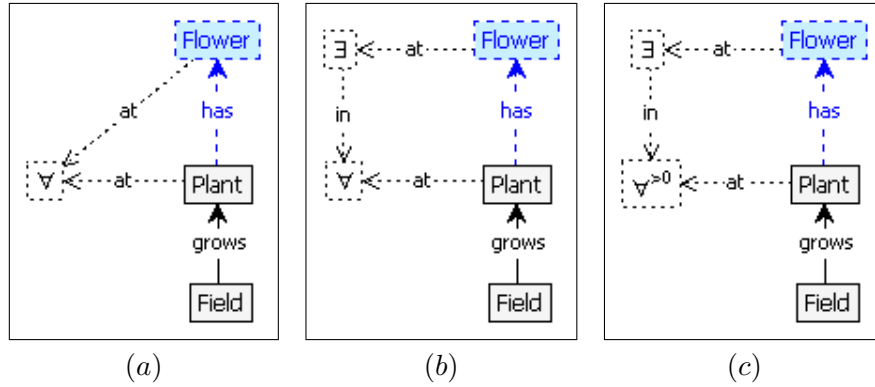 Flower
at
has
∀
at
Plant
grows
Field
(a)
∃
at
Flower
in
has
∀
at
Plant
grows
Field
(b)
∃
at
Flower
in
has
∀>0
at
Plant
grows
Field
(c)